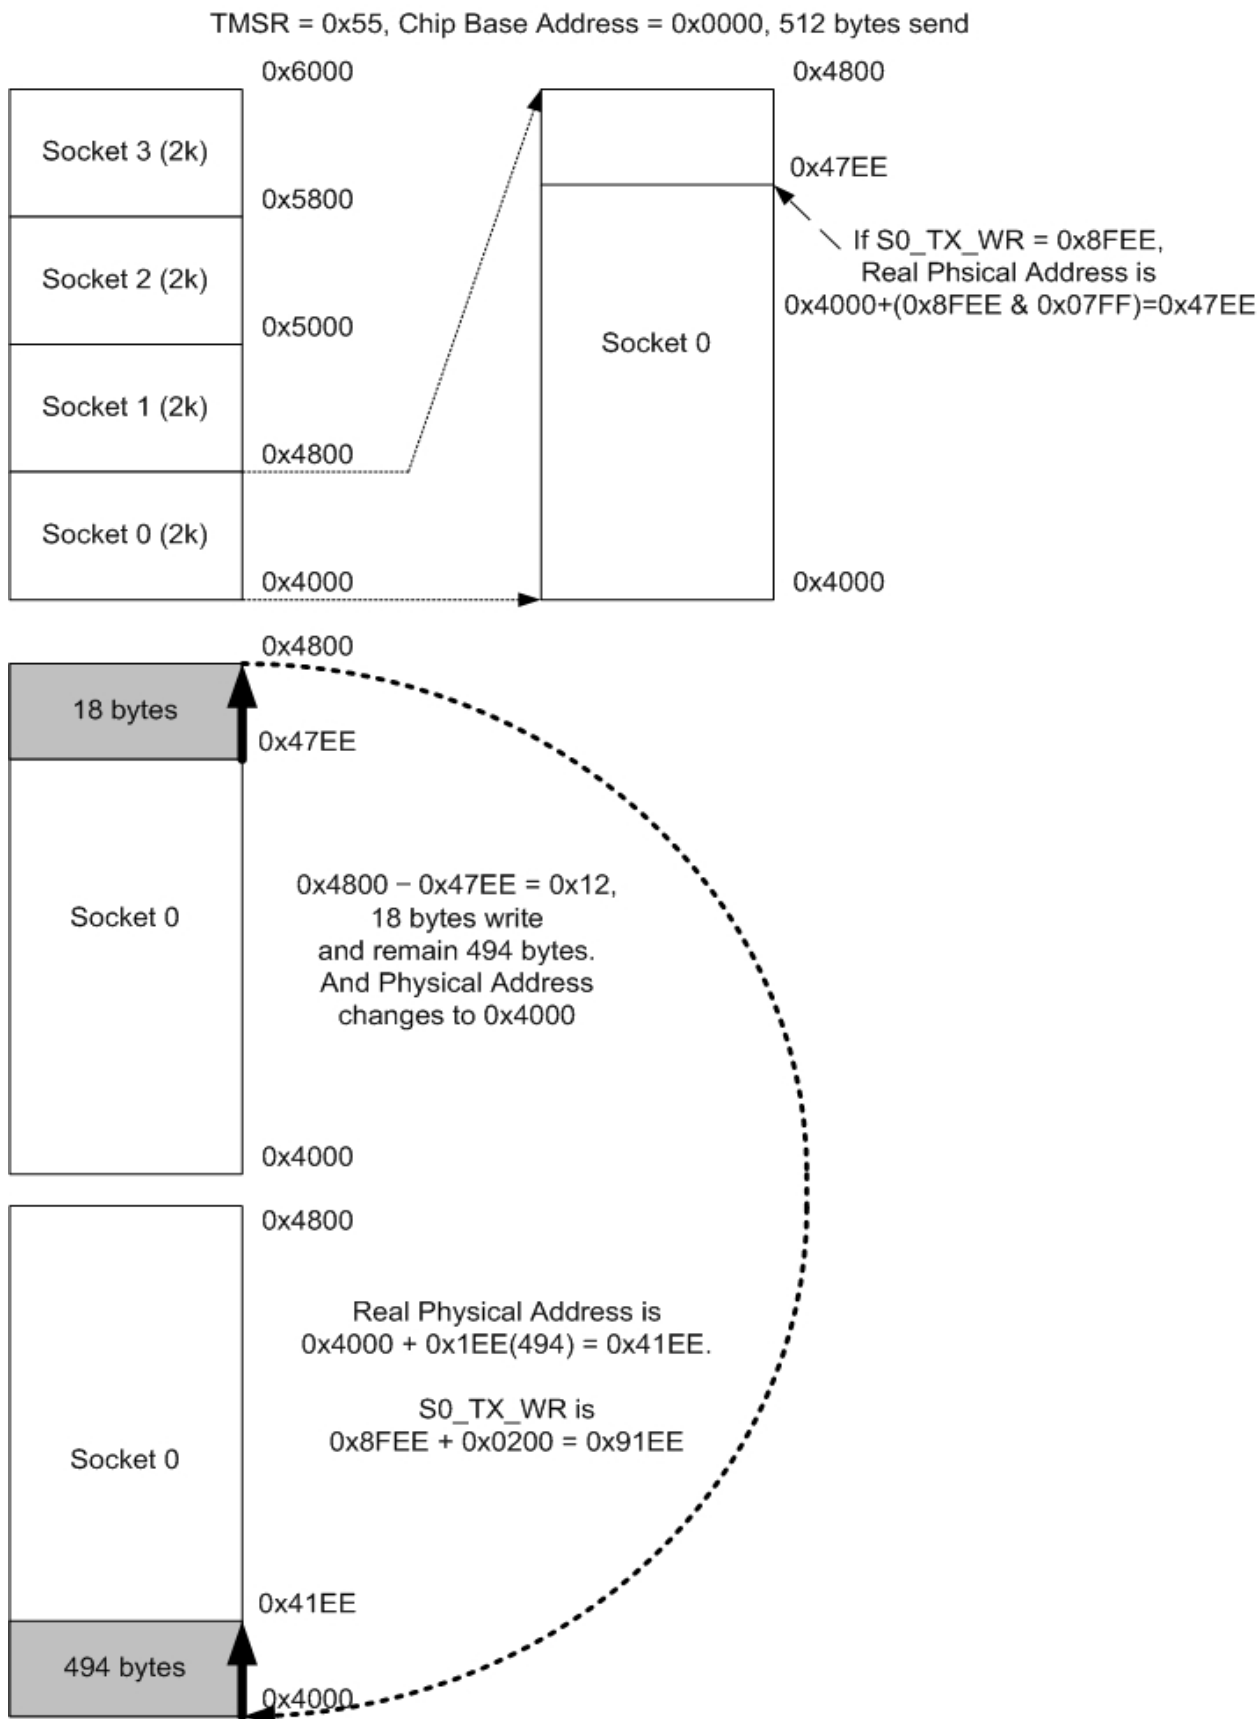 TMSR = 0x55, Chip Base Address = 0x0000, 512 bytes send
0x6000
Socket 3 (2k)
0x5800
Socket 2 (2k)
0x5000
Socket 1 (2k)
0x4800
Socket 0 (2k)
0x4000
0x4800
0x47EE
If S0_TX_WR = 0x8FEE,
Real Phsical Address is
0x4000+(0x8FEE & 0x07FF)=0x47EE
Socket 0
0x4000
0x4800
18 bytes
0x47EE
Socket 0
0x4800 − 0x47EE = 0x12,
18 bytes write
and remain 494 bytes.
And Physical Address
changes to 0x4000
0x4000
0x4800
Real Physical Address is
0x4000 + 0x1EE(494) = 0x41EE.
S0_TX_WR is
0x8FEE + 0x0200 = 0x91EE
Socket 0
0x41EE
494 bytes
0x4000